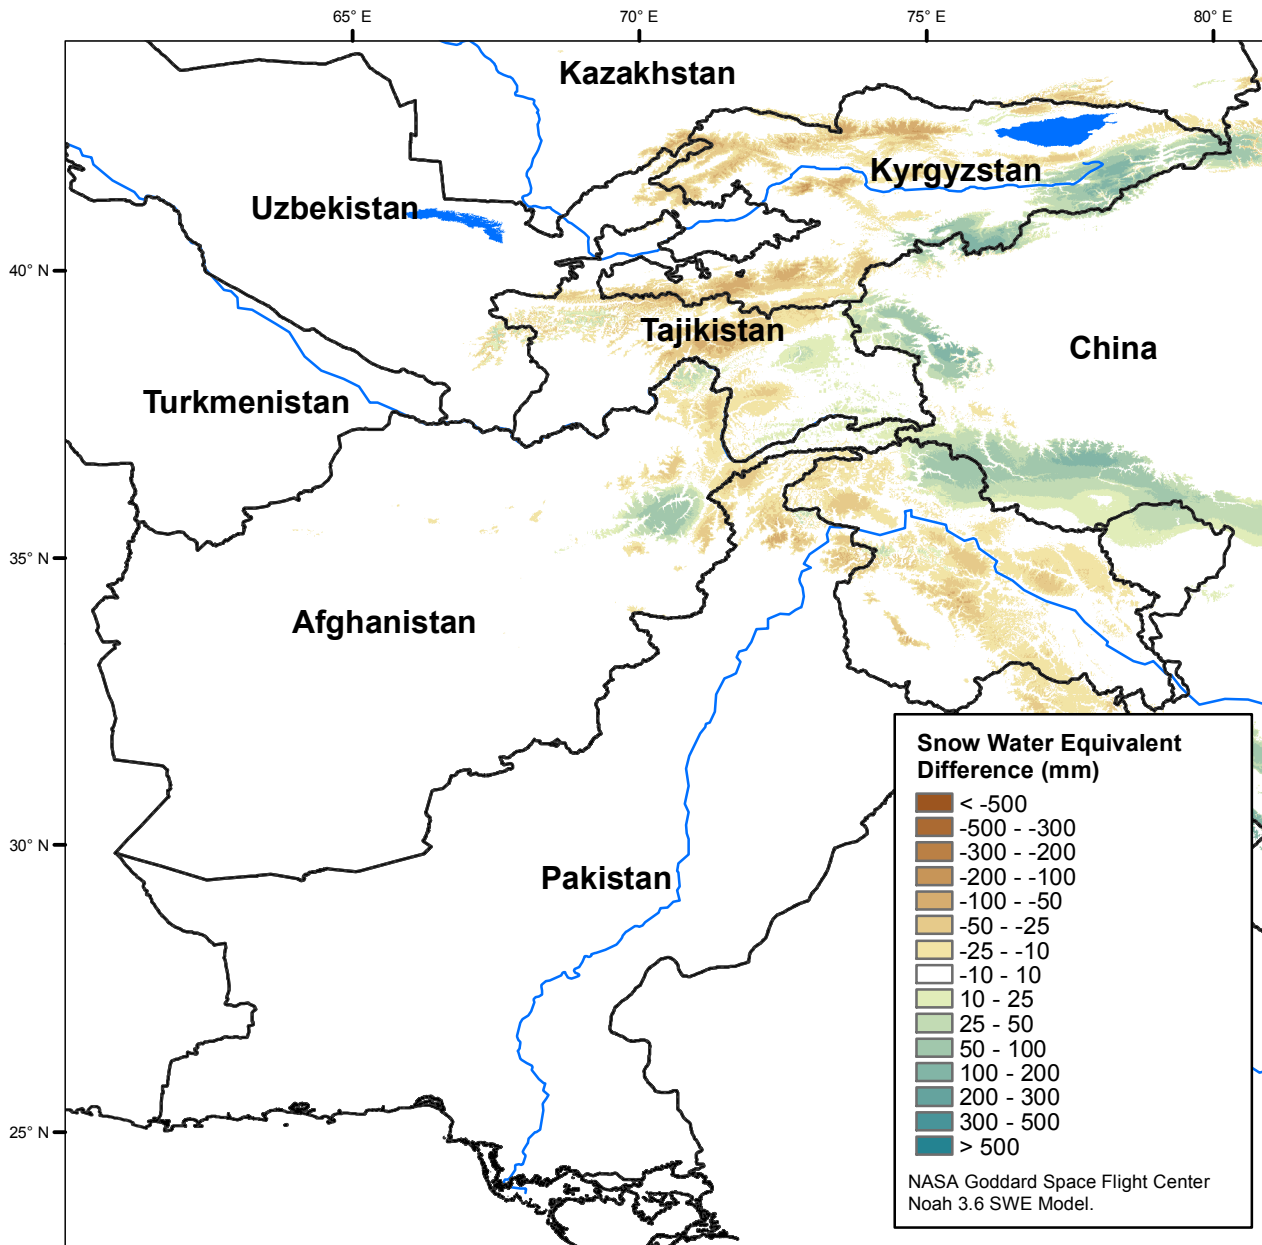 65° E
70° E
75° E
80° E
Kazakhstan
Kyrgyzstan
Uzbekistan
40° N
Tajikistan
China
Turkmenistan
35° N
Afghanistan
Snow Water Equivalent
Difference (mm)
< -500
-500 - -300
-300 - -200
-200 - -100
-100 - -50
-50 - -25
-25 - -10
-10 - 10
10 - 25
25 - 50
50 - 100
100 - 200
200 - 300
300 - 500
> 500
30° N
Pakistan
25° N
NASA Goddard Space Flight Center
Noah 3.6 SWE Model.